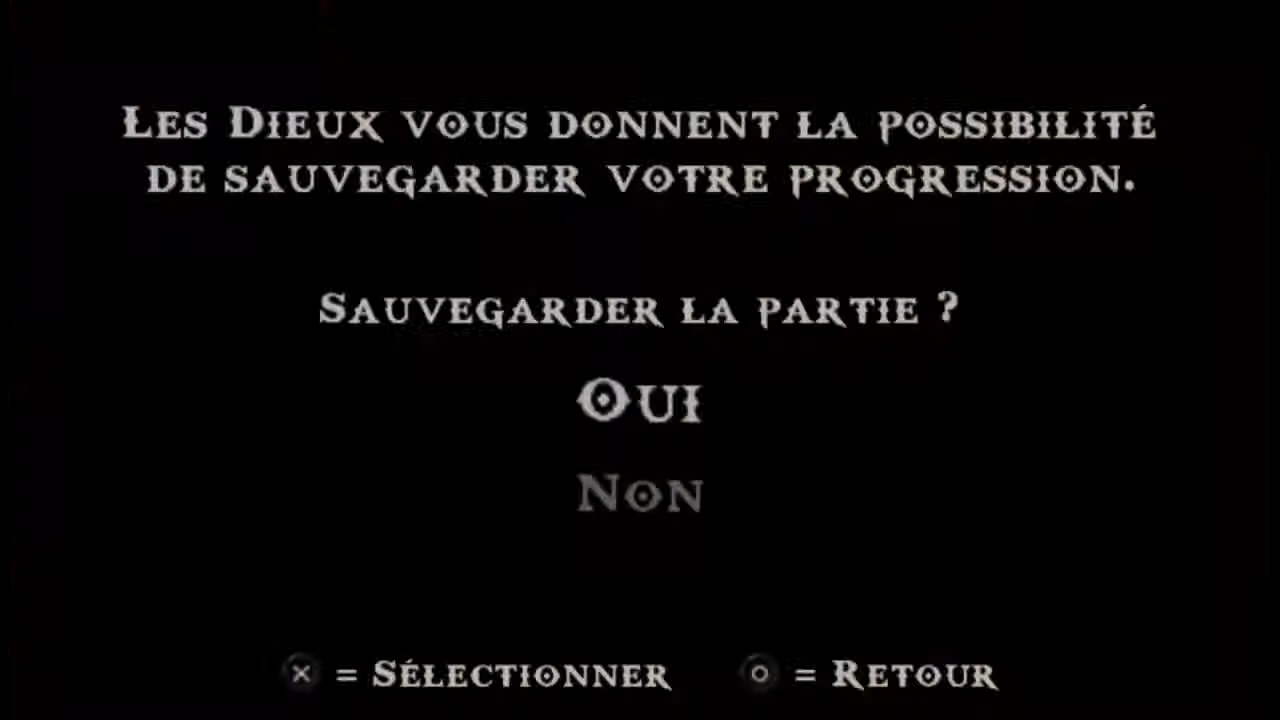 Les Dieux vous donnent la possibilité
de sauvegarder votre progression.
Sauvegarder la partie ?
Oui
Non
✕ = Sélectionner ○ = Retour